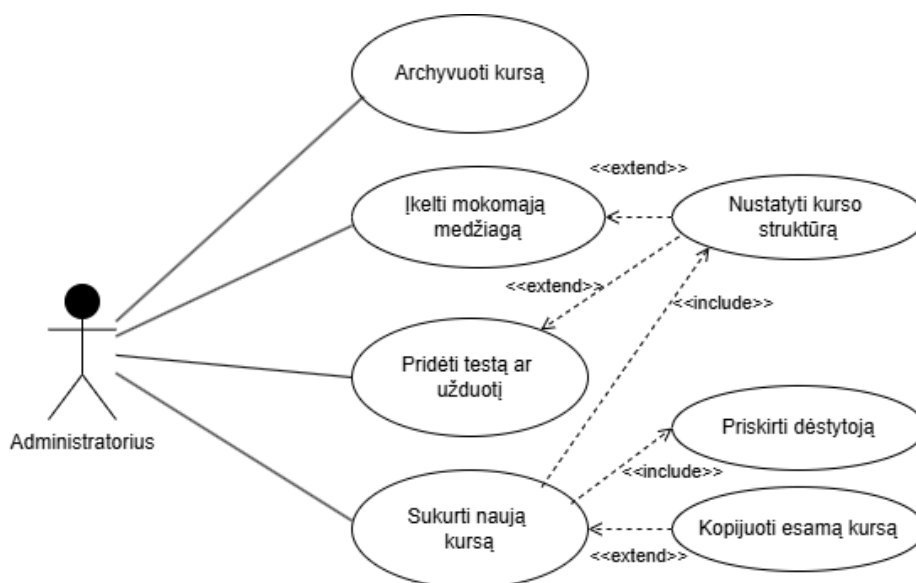 Archyvuoti kursą
<<extend>>
Įkelti mokomąją
medžiagą
Nustatyti kurso
struktūrą
<<extend>>
<<include>>
Pridėti testą ar
užduotį
Administratorius
Priskirti dėstytoją
<<include>>
Sukurti naują
kursą
Kopijuoti esamą kursą
<<extend>>